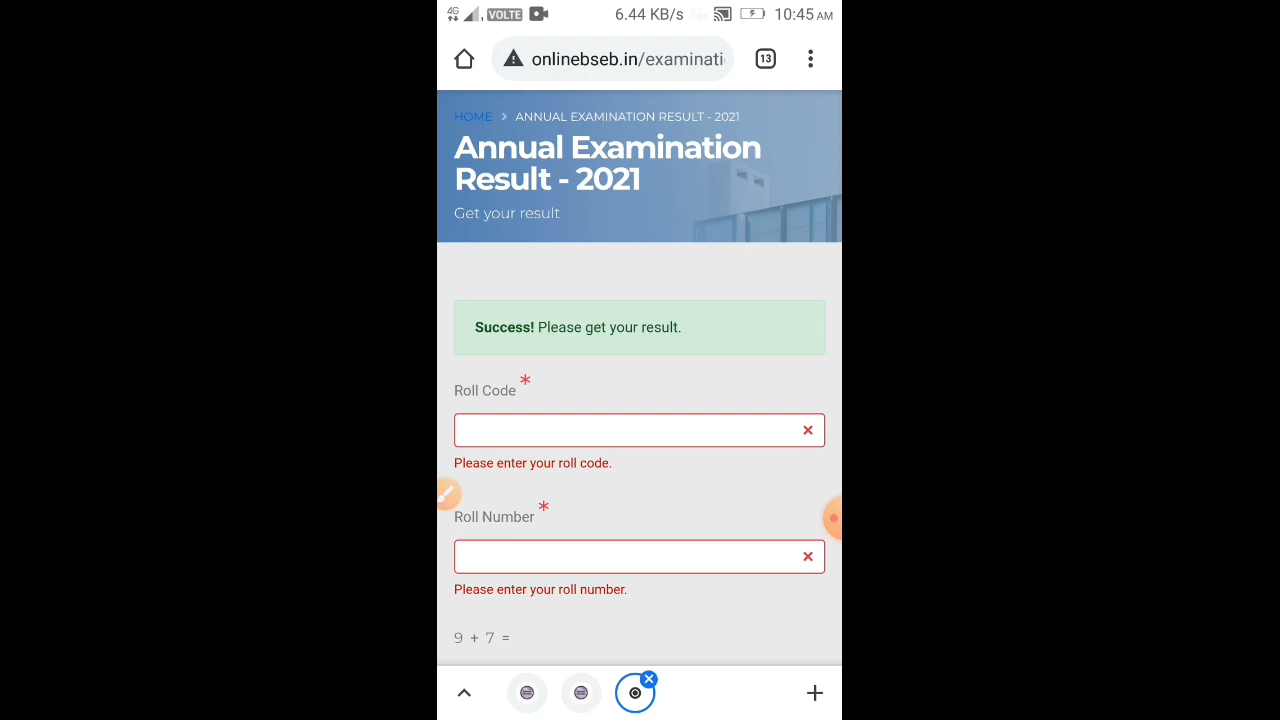 4G VOLTE 6.44 KB/s 10:45 AM
onlinebseb.in/examinati 13
HOME > ANNUAL EXAMINATION RESULT - 2021
Annual Examination
Result - 2021
Get your result
Success! Please get your result.
Roll Code *
Please enter your roll code.
Roll Number *
Please enter your roll number.
9 + 7 =